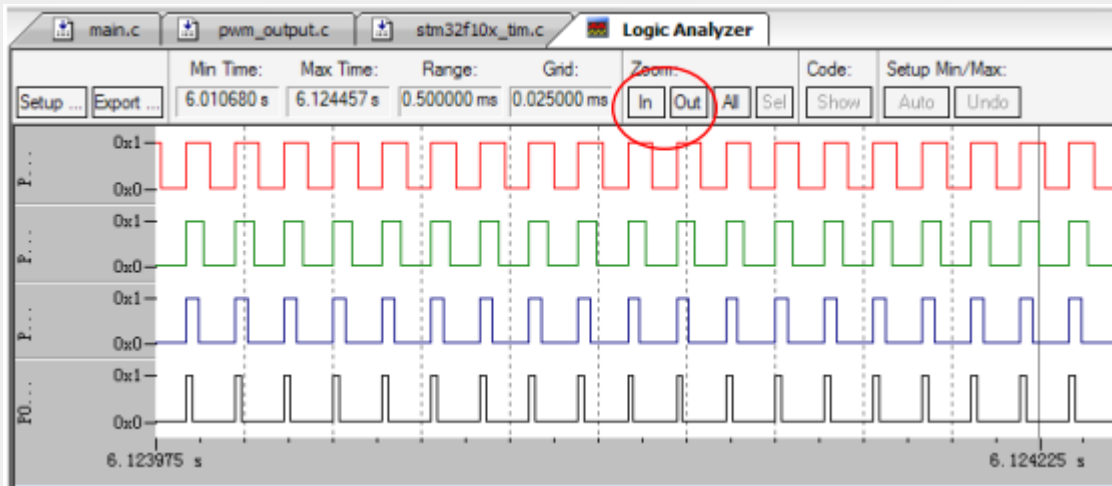 main.c pwm_output.c stm32f10x_tim.c Logic Analyzer
Min Time: Max Time: Range: Grid: Zoom: Code: Setup Min/Max:
Setup ... Export ... 6.010680 s 6.124457 s 0.500000 ms 0.025000 ms In Out All Sel Show Auto Undo
P... 0x1
0x0
P... 0x1
0x0
P... 0x1
0x0
PO... 0x1
0x0
6.123975 s 6.124225 s